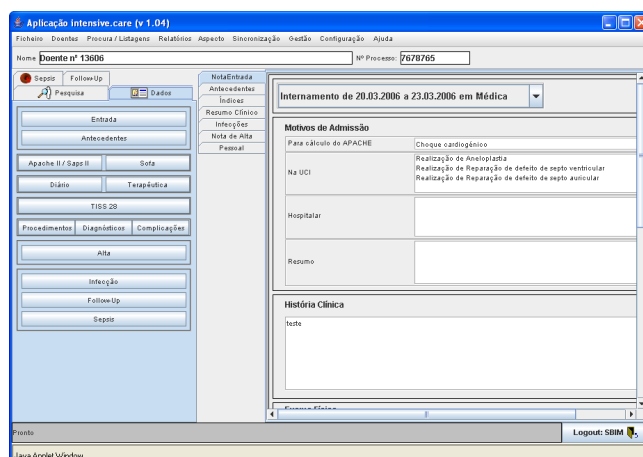 Aplicação intensive.care (v 1.04)
Ficheiro Doentes Procura / Listagens Relatórios Aspecto Sincronização Gestão Configuração Ajuda
Nome Doente nº 13606 Nº Processo: 7678765
Sepsis Follow-Up
Pesquisa Dados
Entrada
Antecedentes
Apache II / Saps II Sofa
Diário Terapêutica
TISS 28
Procedimentos Diagnósticos Complicações
Alta
Infecção
Follow-Up
Sepsis
NotaEntrada
Antecedentes
Índices
Resumo Clínico
Infecções
Nota de Alta
Pessoal
Internamento de 20.03.2006 a 23.03.2006 em Médica
Motivos de Admissão
Para cálculo do APACHE Choque cardiogénico
Na UCI
Realização de Aneloplastia
Realização de Reparação de defeito de septo ventricular
Realização de Reparação de defeito de septo auricular
Hospitalar
Resumo
História Clínica
teste
Exame Físico
Pronto
Logout: SBIM
Java Applet Window